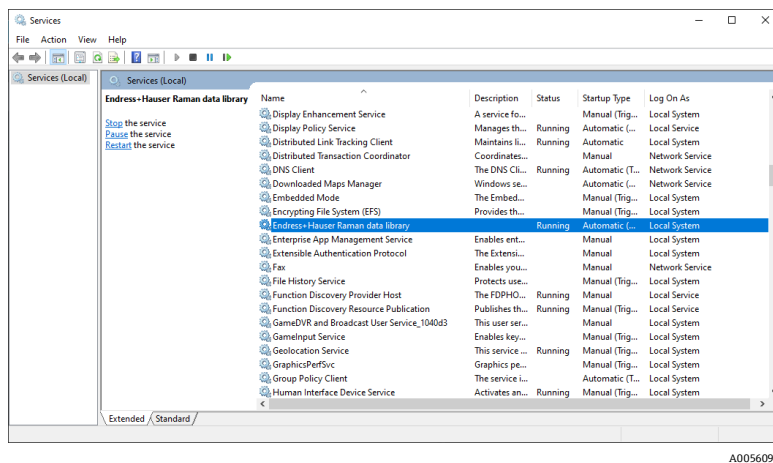 Services
File Action View Help
Services (Local)
Services (Local)
Endress+Hauser Raman data library
Stop the service
Pause the service
Restart the service
Name Description Status Startup Type Log On As
Display Enhancement Service A service fo... Manual (Trig... Local System
Display Policy Service Manages th... Running Automatic (... Local Service
Distributed Link Tracking Client Maintains li... Running Automatic Local System
Distributed Transaction Coordinator Coordinates... Manual Network Service
DNS Client The DNS Cli... Running Automatic (T... Network Service
Downloaded Maps Manager Windows se... Automatic (... Network Service
Embedded Mode The Embed... Manual (Trig... Local System
Encrypting File System (EFS) Provides th... Manual (Trig... Local System
Endress+Hauser Raman data library Running Automatic (... Local System
Enterprise App Management Service Enables ent... Manual Local System
Extensible Authentication Protocol The Extensi... Manual Local System
Fax Enables you... Manual Network Service
File History Service Protects use... Manual (Trig... Local System
Function Discovery Provider Host The FDPHO... Running Manual Local Service
Function Discovery Resource Publication Publishes th... Running Manual (Trig... Local Service
GameDVR and Broadcast User Service_1040d3 This user ser... Manual Local System
GameInput Service Enables key... Manual (Trig... Local System
Geolocation Service This service ... Running Manual (Trig... Local System
GraphicsPerfSvc Graphics pe... Manual (Trig... Local System
Group Policy Client The service i... Automatic (T... Local System
Human Interface Device Service Activates an... Running Manual (Trig... Local System
Extended Standard
A005609